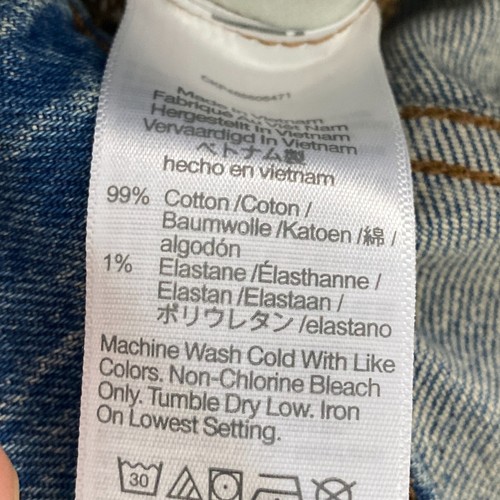 Made in Vietnam
Fabriqué Au Viet Nam
Hergestellt In Vietnam
Vervaardigd In Vietnam
ベトナム製
hecho en vietnam
99% Cotton /Coton /
Baumwolle /Katoen /綿 /
algodón
1% Elastane /Élasthanne /
Elastan /Elastaan /
ポリウレタン /elastano
Machine Wash Cold With Like
Colors. Non-Chlorine Bleach
Only. Tumble Dry Low. Iron
On Lowest Setting.
30